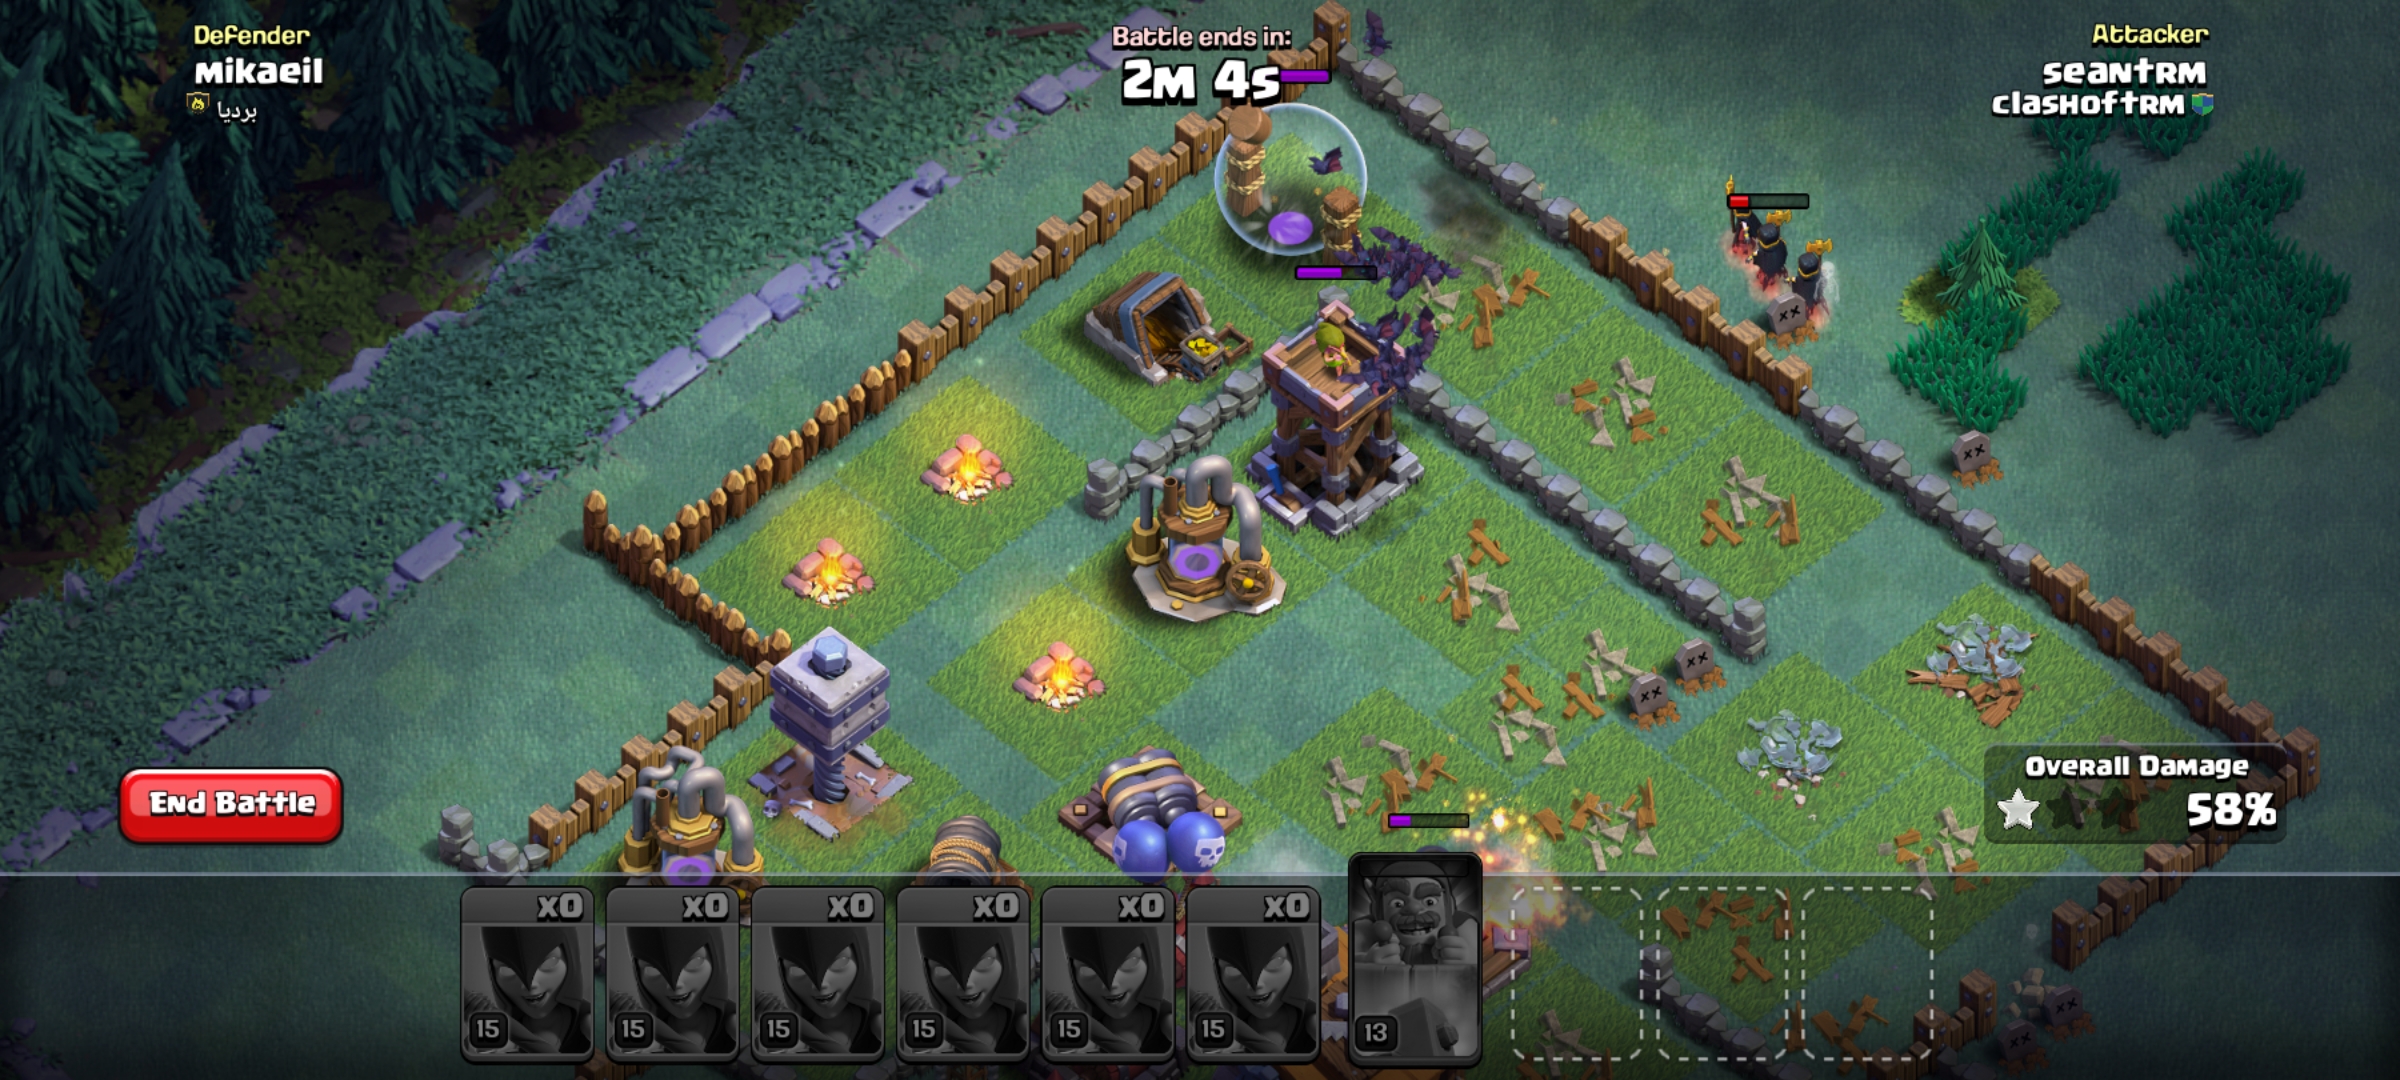 Defender
Mikaeil
برديا
Battle ends in:
2M 4s
Attacker
seantRM
clashoftRM
End Battle
Overall Damage
58%
x0
x0
x0
x0
x0
x0
15
15
15
15
15
15
13